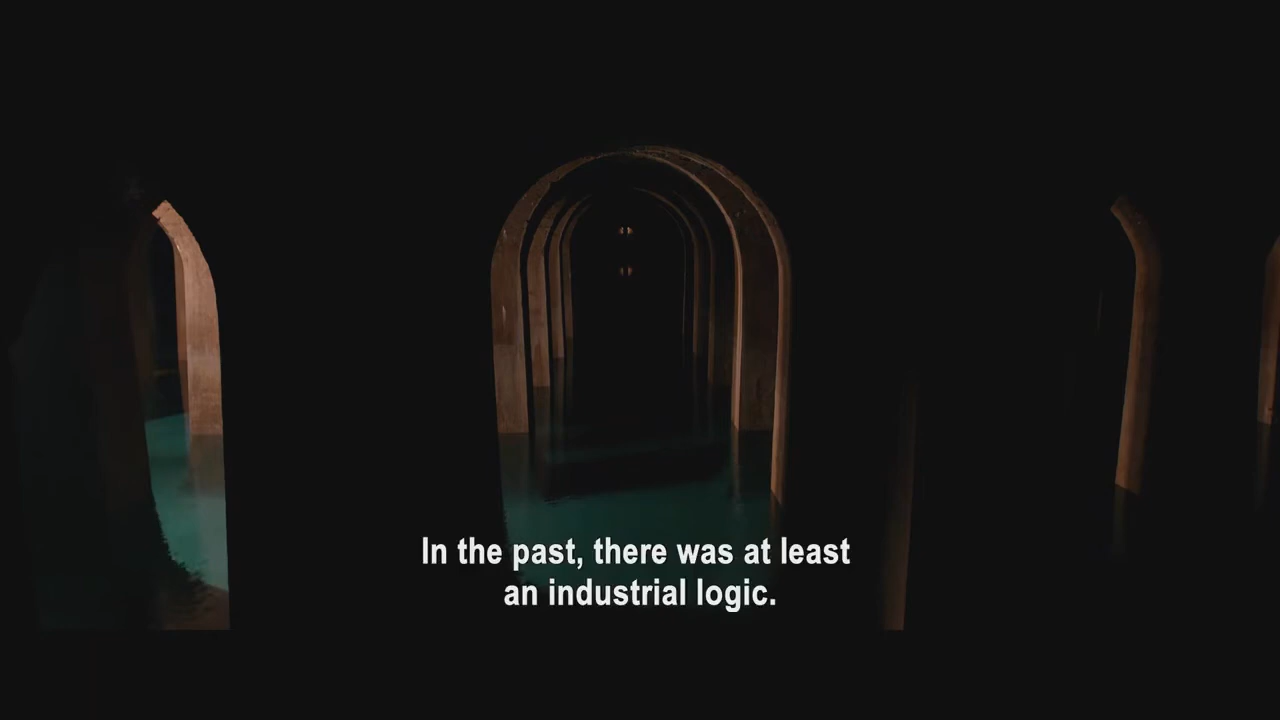 In the past, there was at least
an industrial logic.